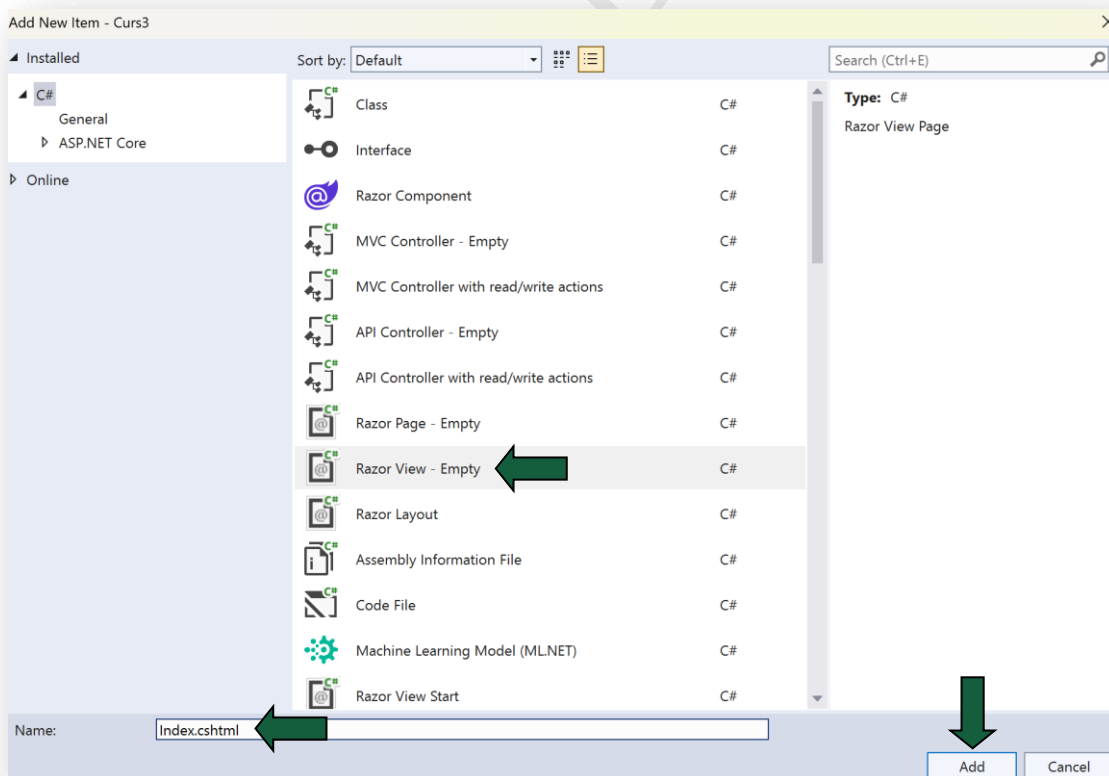 Add New Item - Curs3
Installed
C#
General
ASP.NET Core
Online
Sort by: Default
Search (Ctrl+E)
C# Class C#
Interface C#
Razor Component C#
C# MVC Controller - Empty C#
C# MVC Controller with read/write actions C#
C# API Controller - Empty C#
C# API Controller with read/write actions C#
C# Razor Page - Empty C#
C# Razor View - Empty C#
C# Razor Layout C#
C# Assembly Information File C#
C# Code File C#
Machine Learning Model (ML.NET) C#
C# Razor View Start C#
Type: C#
Razor View Page
Name: Index.cshtml
Add Cancel